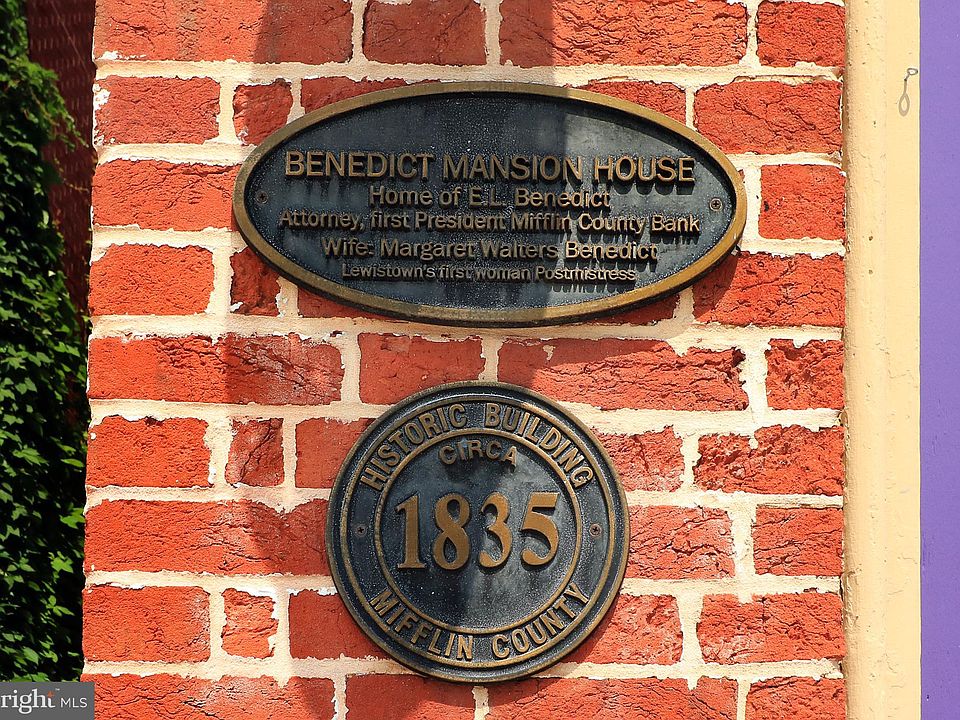 BENEDICT MANSION HOUSE
Home of E.L. Benedict
Attorney, first President Mifflin County Bank
Wife: Margaret Walters Benedict
Lewistown's first woman Postmistress
HISTORIC BUILDING
CIRCA
1835
MIFFLIN COUNTY
right MLS